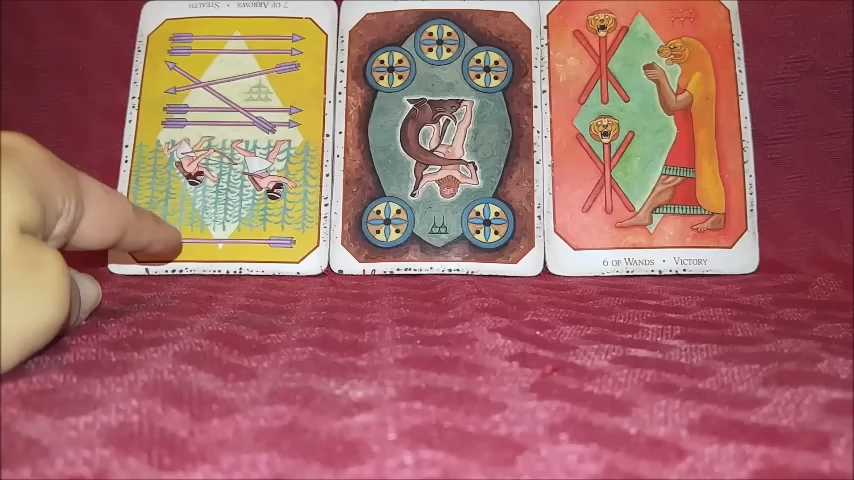 7 OF ARROWS • STEALTH
6 OF WANDS • VICTORY